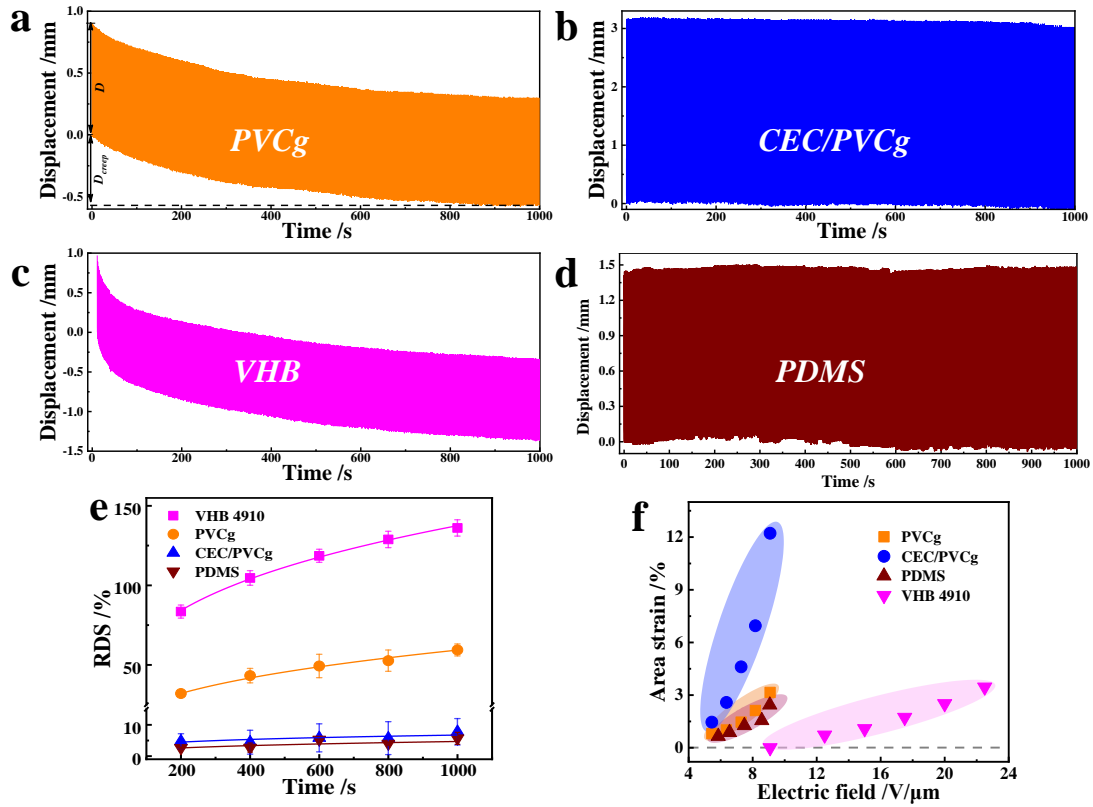 a
Displacement /mm
1.0
0.5
0.0
-0.5
D
D creep
PVCg
0 200 400 600 800 1000
Time /s
b
Displacement /mm
3
2
1
0
CEC/PVCg
0 200 400 600 800 1000
Time /s
c
Displacement /mm
1.0
0.5
0.0
-0.5
-1.0
-1.5
VHB
0 200 400 600 800 1000
Time /s
d
Displacement /mm
1.5
1.2
0.9
0.6
0.3
0.0
PDMS
0 100 200 300 400 500 600 700 800 900 1000
Time /s
e
RDS /%
150
100
50
10
0
VHB 4910
PVCg
CEC/PVCg
PDMS
200 400 600 800 1000
Time /s
f
Area strain /%
12
9
6
3
0
PVCg
CEC/PVCg
PDMS
VHB 4910
4 8 12 16 20 24
Electric field /V/μm